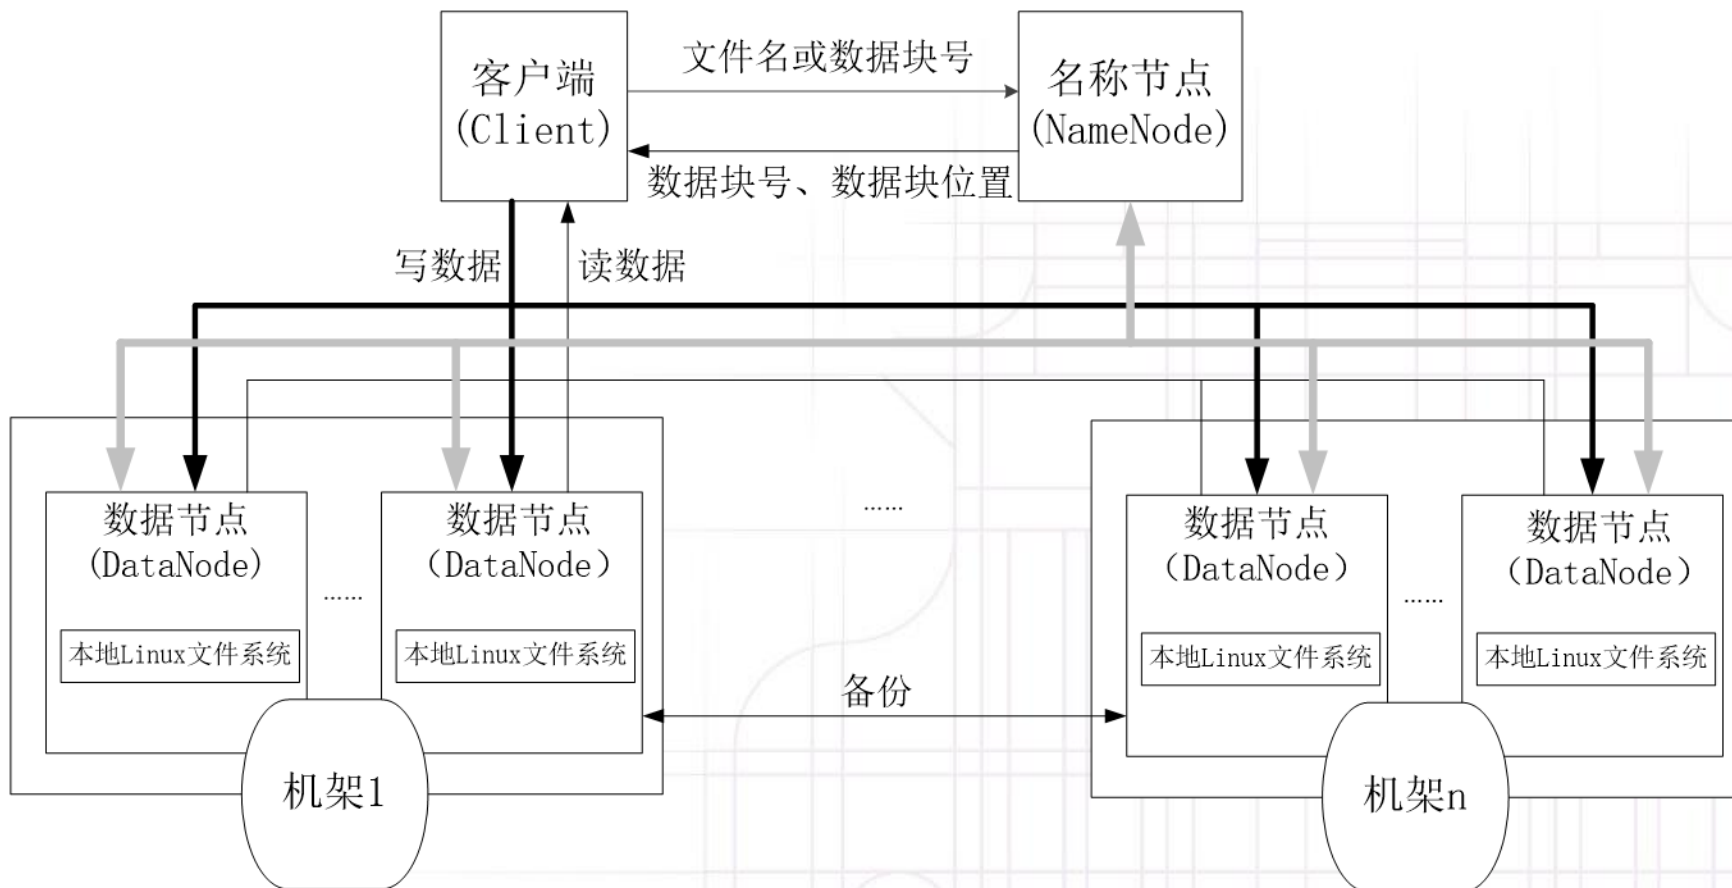 客户端
(Client)
文件名或数据块号
名称节点
(NameNode)
数据块号、数据块位置
写数据
读数据
数据节点
(DataNode)
数据节点
(DataNode）
数据节点
（DataNode）
数据节点
（DataNode）
……
……
……
本地Linux文件系统
本地Linux文件系统
本地Linux文件系统
本地Linux文件系统
备份
机架1
机架n